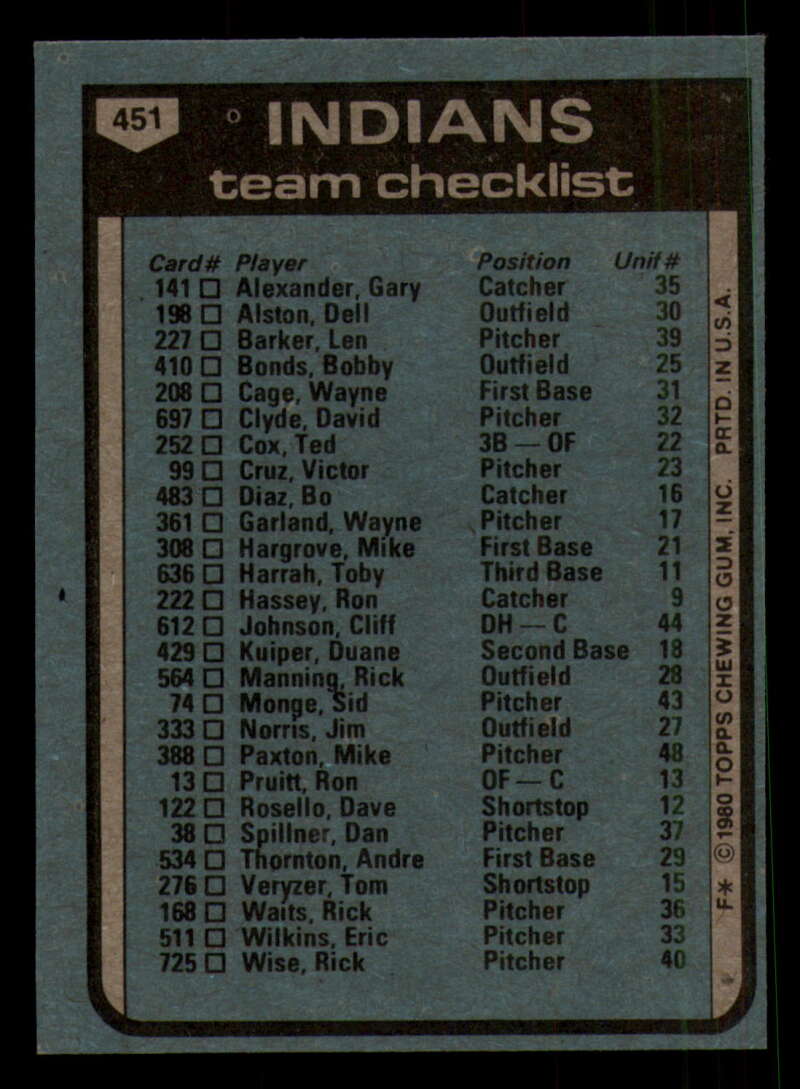 451
INDIANS
team checklist
Card# Player Position Unif#
141 □ Alexander, Gary Catcher 35
198 □ Alston, Dell Outfield 30
227 □ Barker, Len Pitcher 39
410 □ Bonds, Bobby Outfield 25
208 □ Cage, Wayne First Base 31
697 □ Clyde, David Pitcher 32
252 □ Cox, Ted 3B — OF 22
99 □ Cruz, Victor Pitcher 23
483 □ Diaz, Bo Catcher 16
361 □ Garland, Wayne Pitcher 17
308 □ Hargrove, Mike First Base 21
636 □ Harrah, Toby Third Base 11
222 □ Hassey, Ron Catcher 9
612 □ Johnson, Cliff DH — C 44
429 □ Kuiper, Duane Second Base 18
564 □ Manning, Rick Outfield 28
74 □ Monge, Sid Pitcher 43
333 □ Norris, Jim Outfield 27
388 □ Paxton, Mike Pitcher 48
13 □ Pruitt, Ron OF — C 13
122 □ Rosello, Dave Shortstop 12
38 □ Spillner, Dan Pitcher 37
534 □ Thornton, Andre First Base 29
276 □ Veryzer, Tom Shortstop 15
168 □ Waits, Rick Pitcher 36
511 □ Wilkins, Eric Pitcher 33
725 □ Wise, Rick Pitcher 40
F* © 1980 TOPPS CHEWING GUM, INC. PRTD. IN U.S.A.